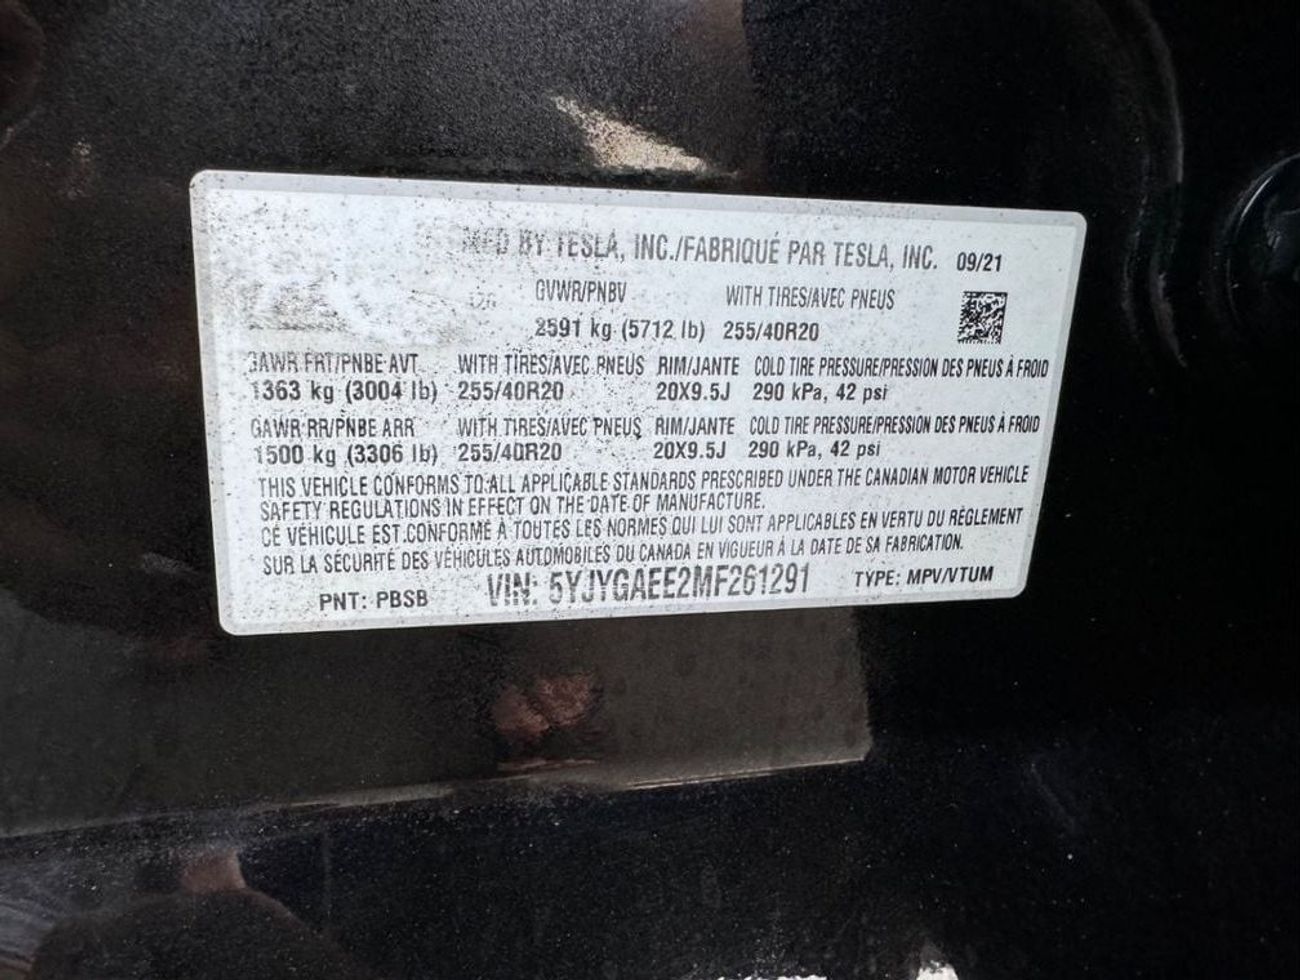 MFD BY TESLA, INC./FABRIQUÉ PAR TESLA, INC. 09/21
GVWR/PNBV WITH TIRES/AVEC PNEUS
2591 kg (5712 lb) 255/40R20
GAWR FRT/PNBE AVT WITH TIRES/AVEC PNEUS RIM/JANTE COLD TIRE PRESSURE/PRESSION DES PNEUS À FROID
1363 kg (3004 lb) 255/40R20 20X9.5J 290 kPa, 42 psi
GAWR RR/PNBE ARR WITH TIRES/AVEC PNEUS RIM/JANTE COLD TIRE PRESSURE/PRESSION DES PNEUS À FROID
1500 kg (3306 lb) 255/40R20 20X9.5J 290 kPa, 42 psi
THIS VEHICLE CONFORMS TO ALL APPLICABLE STANDARDS PRESCRIBED UNDER THE CANADIAN MOTOR VEHICLE
SAFETY REGULATIONS IN EFFECT ON THE DATE OF MANUFACTURE.
CE VÉHICULE EST CONFORME À TOUTES LES NORMES QUI LUI SONT APPLICABLES EN VERTU DU RÈGLEMENT
SUR LA SÉCURITÉ DES VÉHICULES AUTOMOBILES DU CANADA EN VIGUEUR À LA DATE DE SA FABRICATION.
PNT: PBSB VIN: 5YJYGAEE2MF261291 TYPE: MPV/VTUM